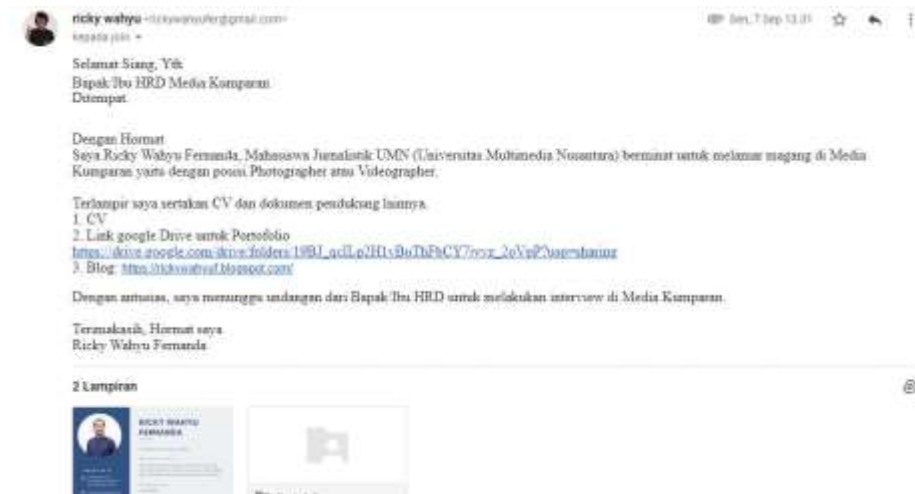 ricky wahyu
Sen, 7 Sep 13.31
kepada join
Selamat Siang, Yth
Bapak/Ibu HRD Media Kumparan
Ditempat.
Dengan Hormat
Saya Ricky Wahyu Fernanda, Mahasiswa Jurnalistik UMN (Universitas Multimedia Nusantara) berminat untuk melamar magang di Media
Kumparan yaitu dengan posisi Photographer atau Videographer.
Terlampir saya sertakan CV dan dokumen pendukung lainnya.
1. CV
2. Link google Drive untuk Portofolio
3. Blog:
Dengan antusias, saya menunggu undangan dari Bapak/Ibu HRD untuk melakukan interview di Media Kumparan.
Terimakasih, Hormat saya
Ricky Wahyu Fernanda
2 Lampiran
RICKY WAHYU
FERNANDA